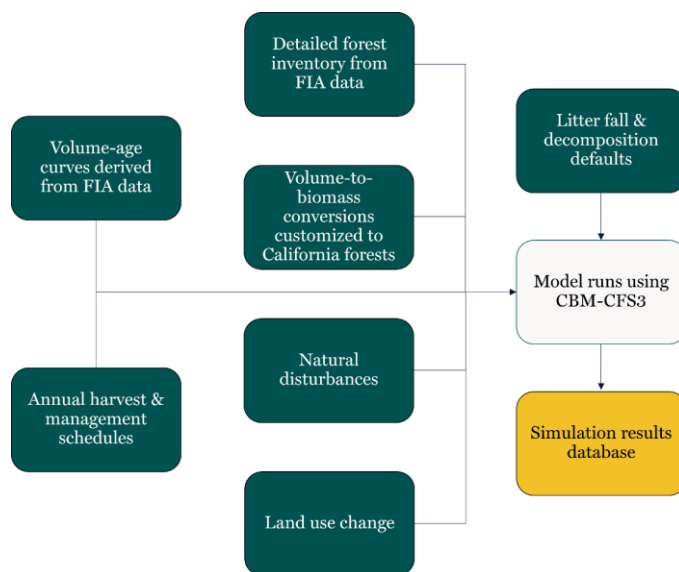 Detailed forest
inventory from
FIA data
Volume-age
curves derived
from FIA data
Litter fall &
decomposition
defaults
Volume-to-
biomass
conversions
customized to
California forests
Model runs using
CBM-CFS3
Annual harvest &
management
schedules
Natural
disturbances
Simulation results
database
Land use change